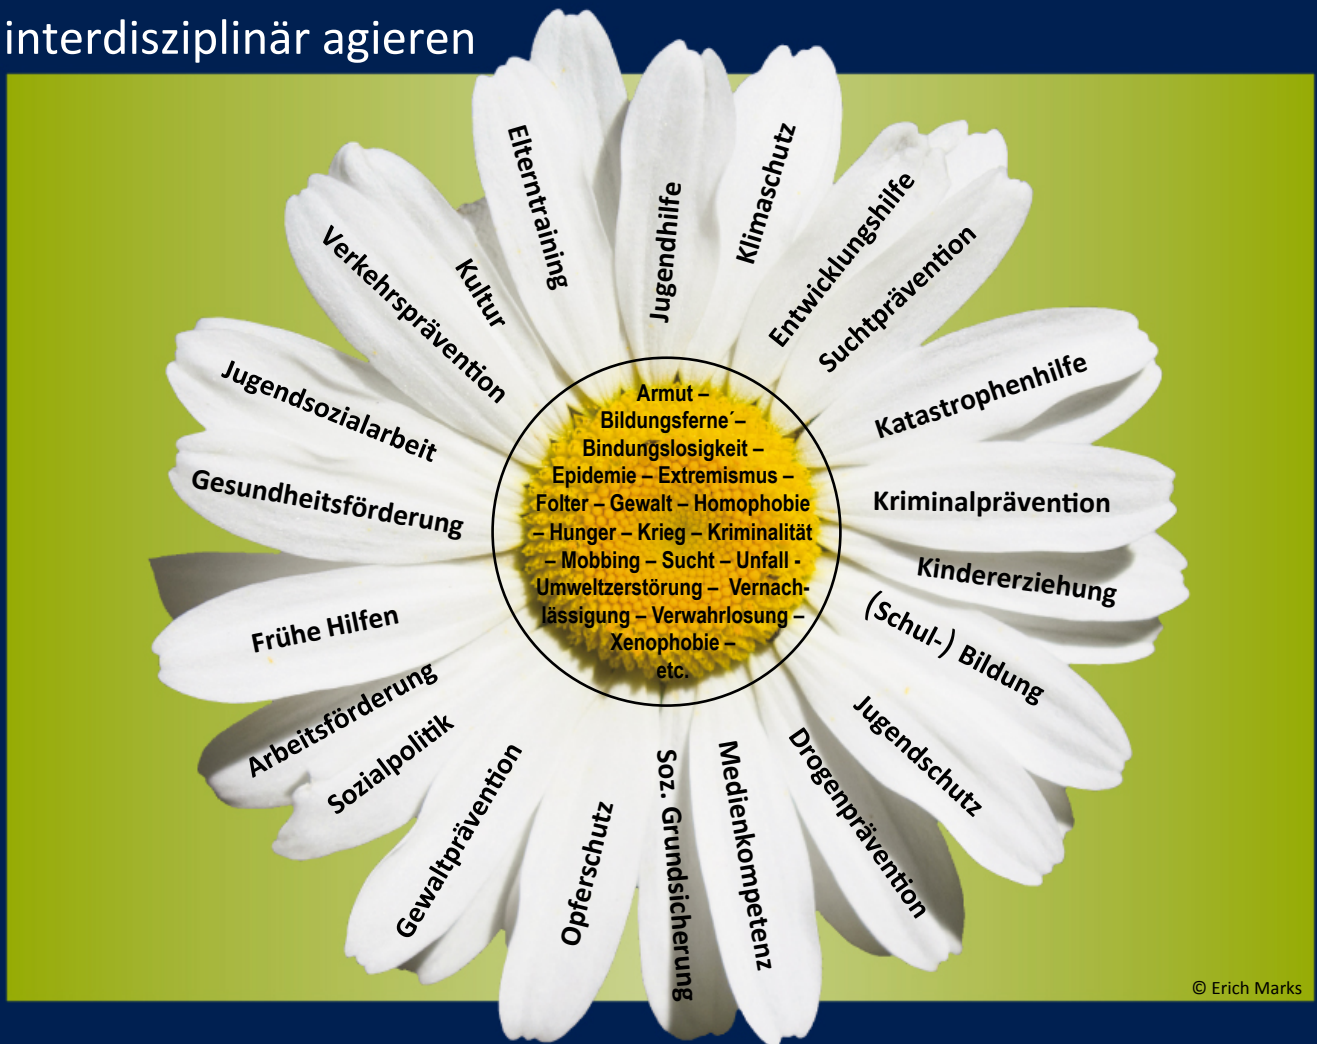 interdisziplinär agieren
Elterntraining
Jugendhilfe
Klimaschutz
Entwicklungshilfe
Suchtprävention
Katastrophenhilfe
Kriminalprävention
Kindererziehung
(Schul-) Bildung
Jugendschutz
Drogenprävention
Medienkompetenz
Soz. Grundsicherung
Opferschutz
Gewaltprävention
Sozialpolitik
Arbeitsförderung
Frühe Hilfen
Gesundheitsförderung
Jugendsozialarbeit
Verkehrsprävention
Kultur
Armut –
Bildungsferne´ –
Bindungslosigkeit –
Epidemie – Extremismus –
Folter – Gewalt – Homophobie
– Hunger – Krieg – Kriminalität
– Mobbing – Sucht – Unfall -
Umweltzerstörung – Vernach-
lässigung – Verwahrlosung –
Xenophobie –
etc.
© Erich Marks